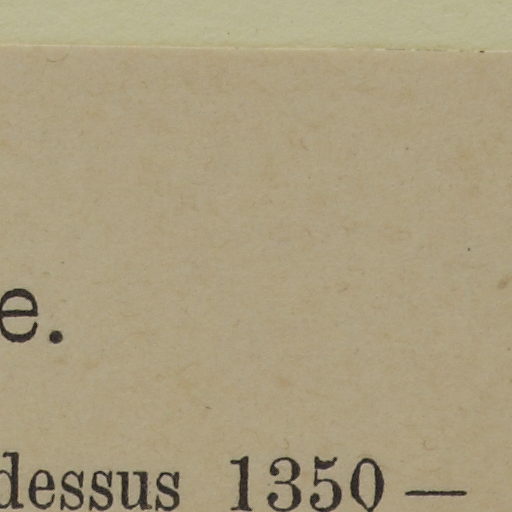 e.
dessus 1350 —